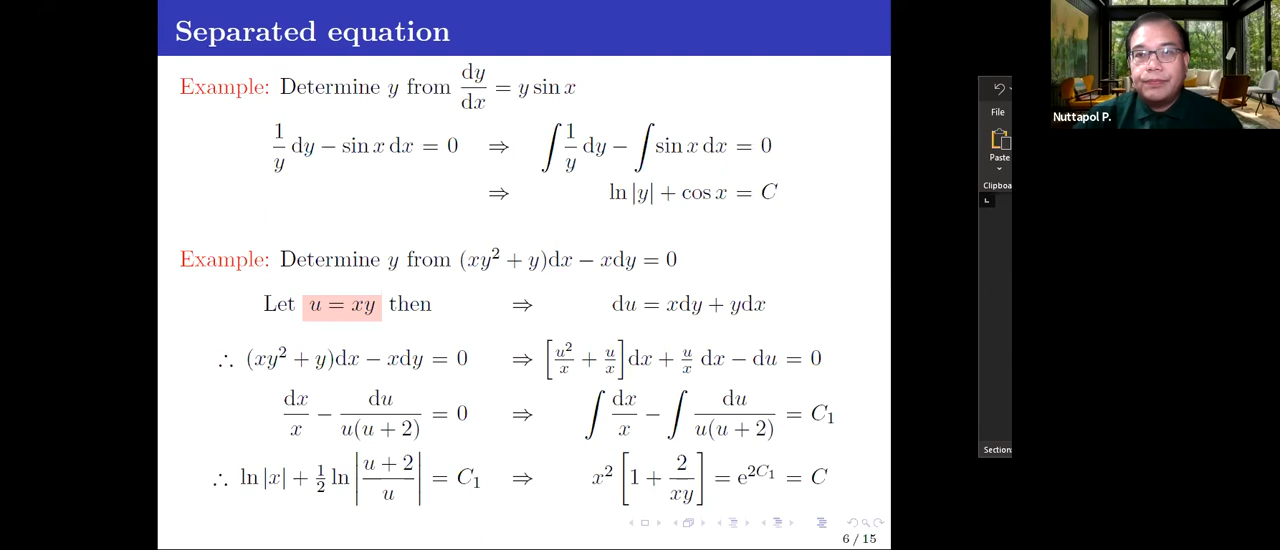 Separated equation
Example: Determine y from dy/dx = y sin x
1/y dy − sin x dx = 0 ⇒ ∫ 1/y dy − ∫ sin x dx = 0
⇒ ln |y| + cos x = C
Example: Determine y from (xy² + y)dx − xdy = 0
Let u = xy then ⇒ du = xdy + ydx
∴ (xy² + y)dx − xdy = 0 ⇒ [u²/x + u/x]dx + u/x dx − du = 0
dx/x − du/u(u + 2) = 0 ⇒ ∫ dx/x − ∫ du/u(u + 2) = C₁
∴ ln |x| + ½ ln |u + 2/u| = C₁ ⇒ x² [1 + 2/xy] = e^2C₁ = C
6 / 15
File
Paste
Clipboa
Section
Nuttapol P.